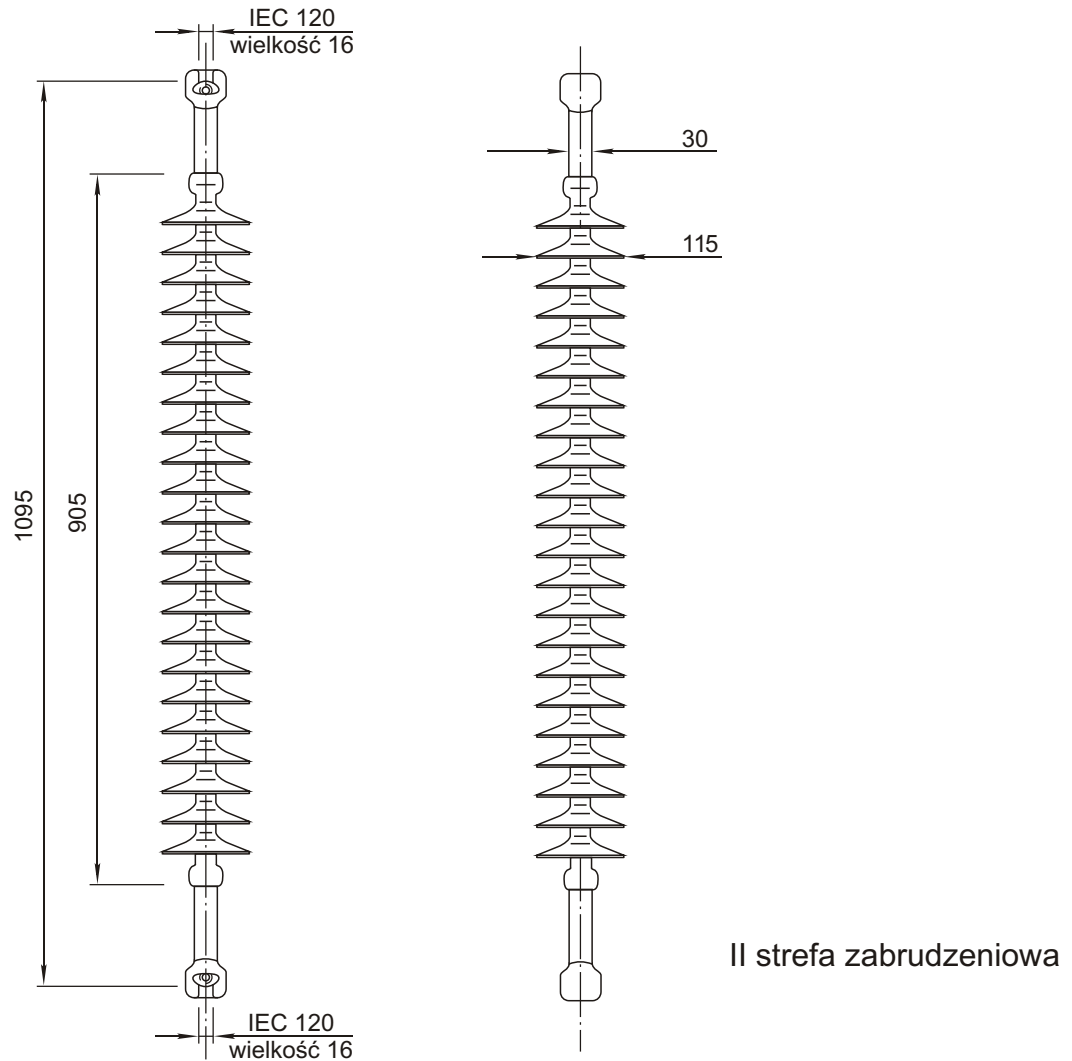 IEC 120
wielkość 16
30
115
1095
905
II strefa zabrudzeniowa
IEC 120
wielkość 16